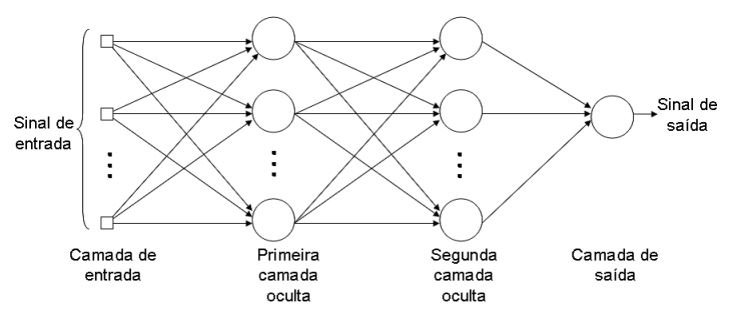 Sinal de
entrada
Sinal de
saída
Camada de
entrada
Primeira
camada
oculta
Segunda
camada
oculta
Camada de
saída